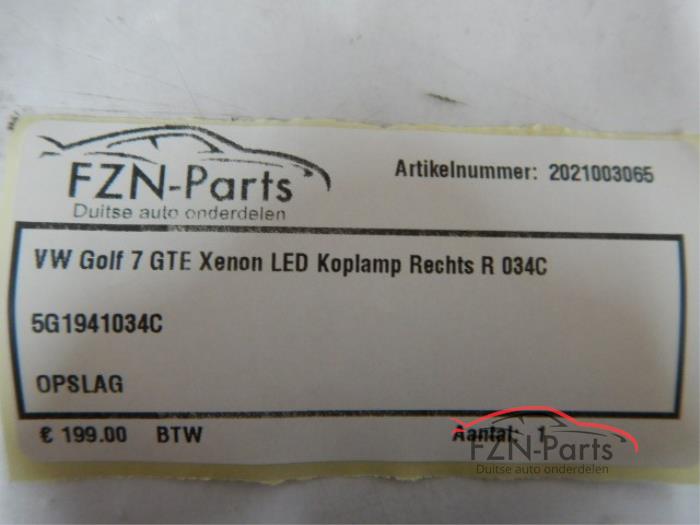 FZN-Parts
Duitse auto onderdelen
Artikelnummer: 2021003065
VW Golf 7 GTE Xenon LED Koplamp Rechts R 034C
5G1941034C
OPSLAG
€ 199.00 BTW Aantal: 1
FZN-Parts
Duitse auto onderdelen